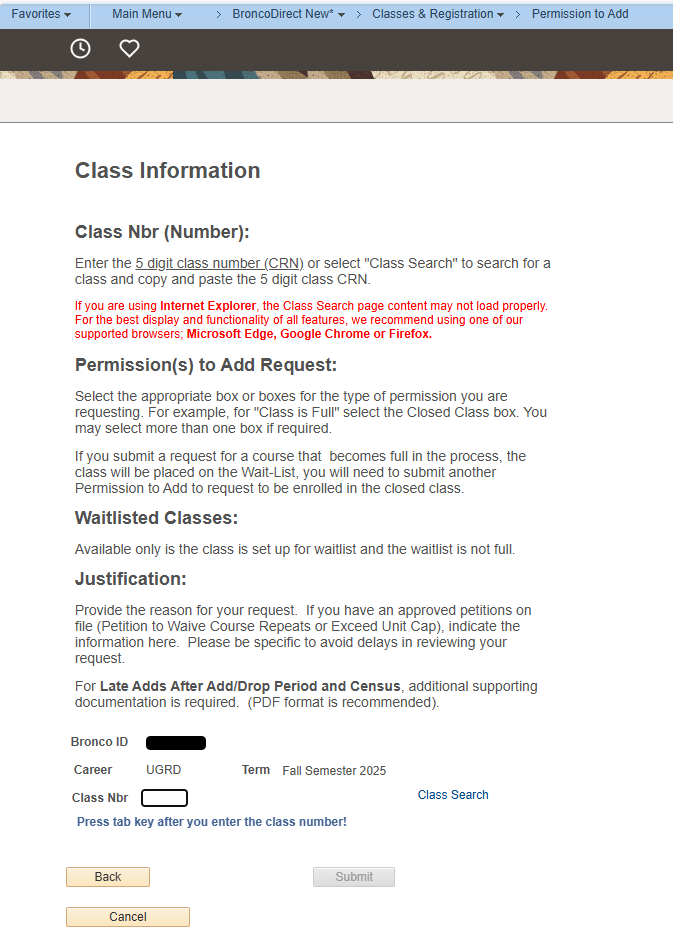 Favorites Main Menu > BroncoDirect New* > Classes & Registration > Permission to Add
Class Information
Class Nbr (Number):
Enter the 5 digit class number (CRN) or select "Class Search" to search for a
class and copy and paste the 5 digit class CRN.
If you are using Internet Explorer, the Class Search page content may not load properly.
For the best display and functionality of all features, we recommend using one of our
supported browsers; Microsoft Edge, Google Chrome or Firefox.
Permission(s) to Add Request:
Select the appropriate box or boxes for the type of permission you are
requesting. For example, for "Class is Full" select the Closed Class box. You
may select more than one box if required.
If you submit a request for a course that  becomes full in the process, the
class will be placed on the Wait-List, you will need to submit another
Permission to Add to request to be enrolled in the closed class.
Waitlisted Classes:
Available only is the class is set up for waitlist and the waitlist is not full.
Justification:
Provide the reason for your request.  If you have an approved petitions on
file (Petition to Waive Course Repeats or Exceed Unit Cap), indicate the
information here.  Please be specific to avoid delays in reviewing your
request.
For Late Adds After Add/Drop Period and Census, additional supporting
documentation is required.  (PDF format is recommended).
Bronco ID
Career UGRD Term Fall Semester 2025
Class Nbr Class Search
Press tab key after you enter the class number!
Back Submit
Cancel